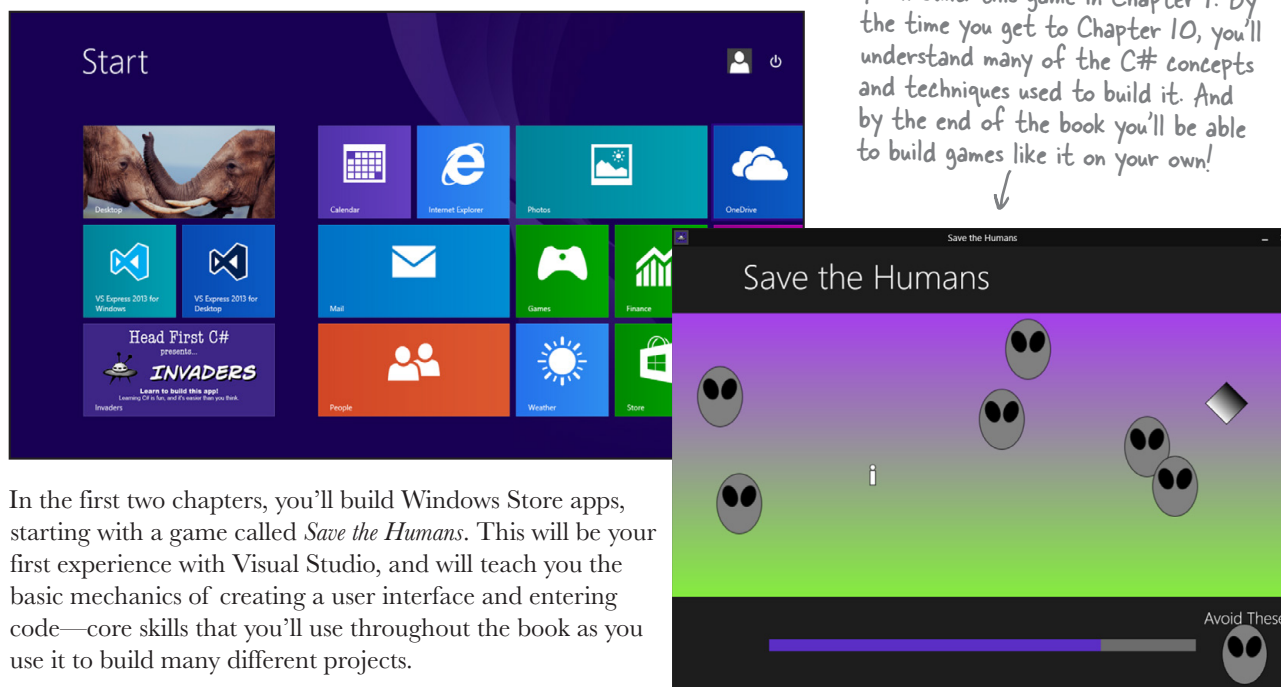 Start
Desktop
Calendar
Internet Explorer
Photos
OneDrive
VS Express 2013 for
Windows
VS Express 2013 for
Desktop
Mail
Games
Finance
Head First C#
presents...
INVADERS
Learn to build this app!
Learning C# is fun, and it's easier than you think.
Invaders
People
Weather
Store
the time you get to Chapter 10, you'll
understand many of the C# concepts
and techniques used to build it. And
by the end of the book you'll be able
to build games like it on your own!
Save the Humans
Save the Humans
i
Avoid These
In the first two chapters, you'll build Windows Store apps,
starting with a game called Save the Humans. This will be your
first experience with Visual Studio, and will teach you the
basic mechanics of creating a user interface and entering
code—core skills that you'll use throughout the book as you
use it to build many different projects.